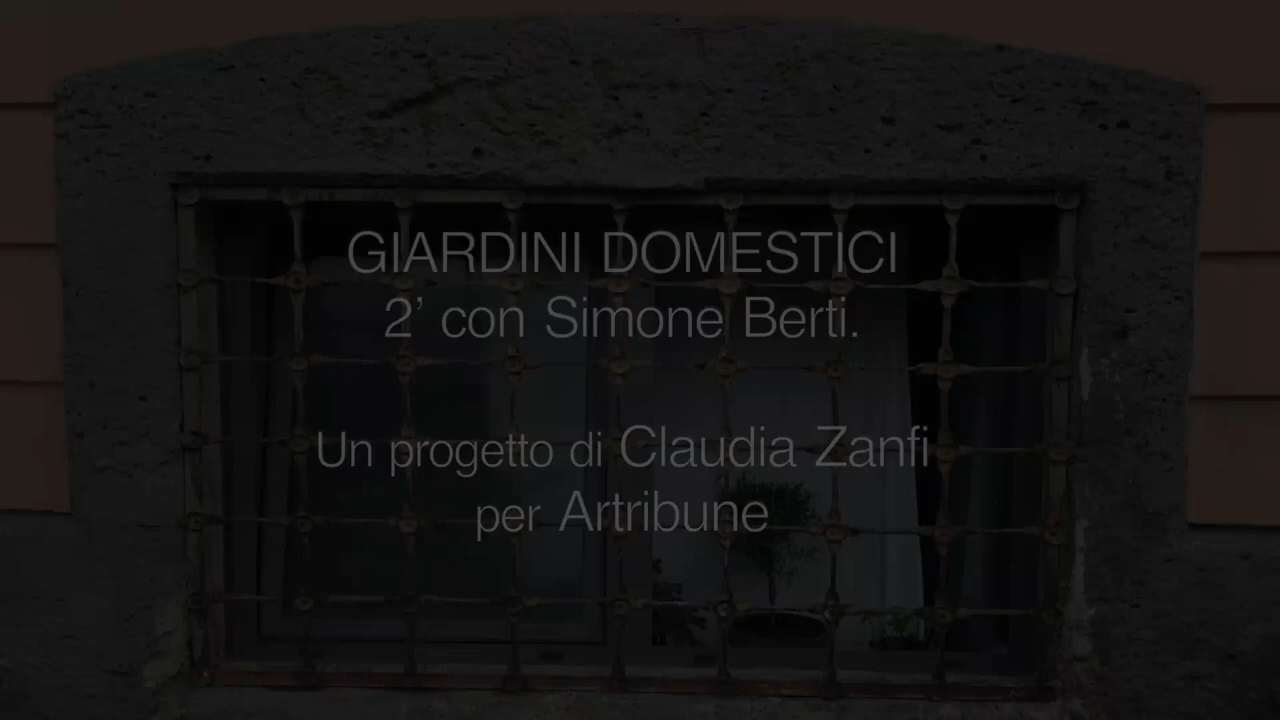 GIARDINI DOMESTICI
2’ con Simone Berti.
Un progetto di Claudia Zanfi
per Artribune